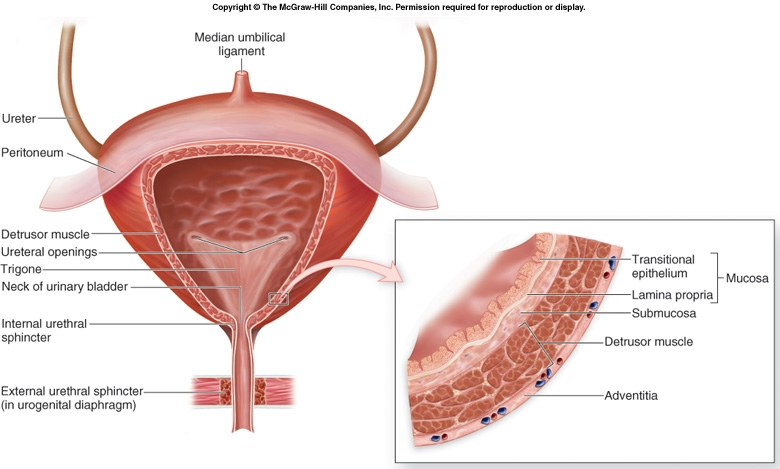 Copyright © The McGraw-Hill Companies, Inc. Permission required for reproduction or display.
Median umbilical
ligament
Ureter
Peritoneum
Detrusor muscle
Ureteral openings
Trigone
Neck of urinary bladder
Internal urethral
sphincter
External urethral sphincter
(in urogenital diaphragm)
Transitional
epithelium
Mucosa
Lamina propria
Submucosa
Detrusor muscle
Adventitia